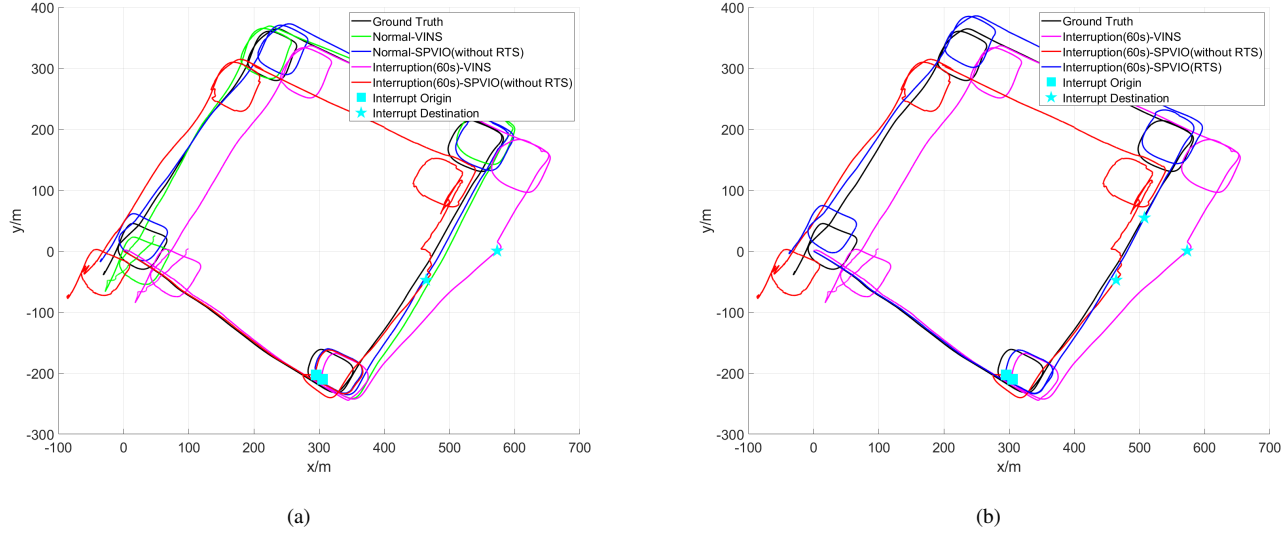 400
300
200
100
0
-100
-200
-300
-100
0
100
200
300
400
500
600
700
x/m
y/m
Ground Truth
Normal-VINS
Normal-SPVIO(without RTS)
Interruption(60s)-VINS
Interruption(60s)-SPVIO(without RTS)
Interrupt Origin
Interrupt Destination
(a)
400
300
200
100
0
-100
-200
-300
-100
0
100
200
300
400
500
600
700
x/m
y/m
Ground Truth
Interruption(60s)-VINS
Interruption(60s)-SPVIO(without RTS)
Interruption(60s)-SPVIO(RTS)
Interrupt Origin
Interrupt Destination
(b)